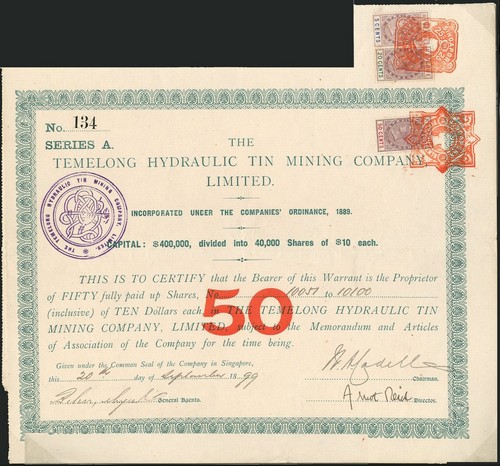 5 CENTS
20 CENTS
5 CENTS
No. 134
SERIES A.
THE
TEMELONG HYDRAULIC TIN MINING COMPANY
LIMITED.
THE TEMELONG HYDRAULIC TIN MINING COMPANY, LIMITED
INCORPORATED UNDER THE COMPANIES' ORDINANCE, 1889.
CAPITAL: $400,000, divided into 40,000 Shares of $10 each.
THIS IS TO CERTIFY that the Bearer of this Warrant is the Proprietor
of FIFTY fully paid up Shares, No. 10051 to 10100
(inclusive) of TEN Dollars each, in THE TEMELONG HYDRAULIC TIN
MINING COMPANY, LIMITED, subject to the Memorandum and Articles
of Association of the Company for the time being.
50
Given under the Common Seal of the Company in Singapore,
this 20th day of September 1899
General Agents.
Chairman.
Arnot Reid
Director.